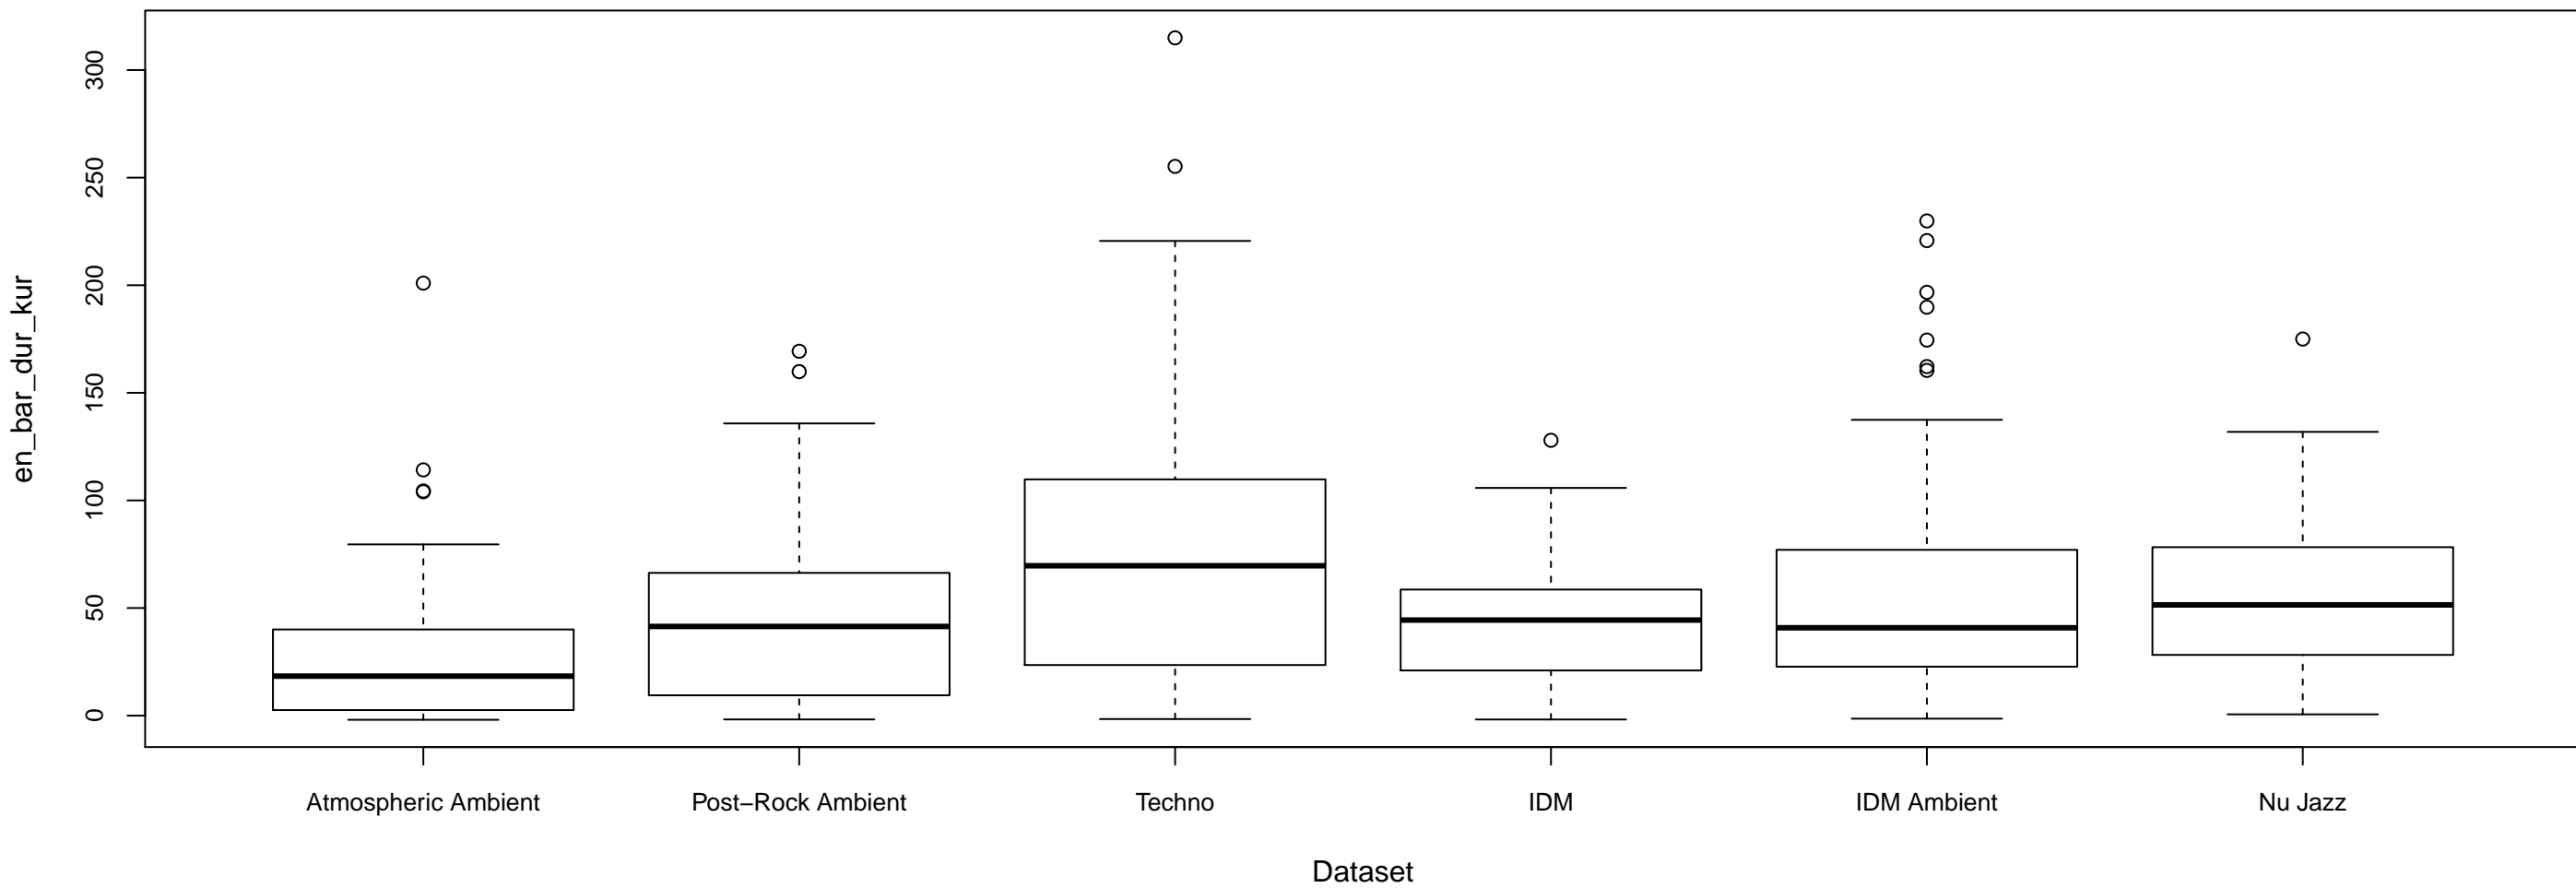 en_bar_dur_kur
300
250
200
150
100
50
0
Atmospheric Ambient
Post−Rock Ambient
Techno
IDM
IDM Ambient
Nu Jazz
Dataset